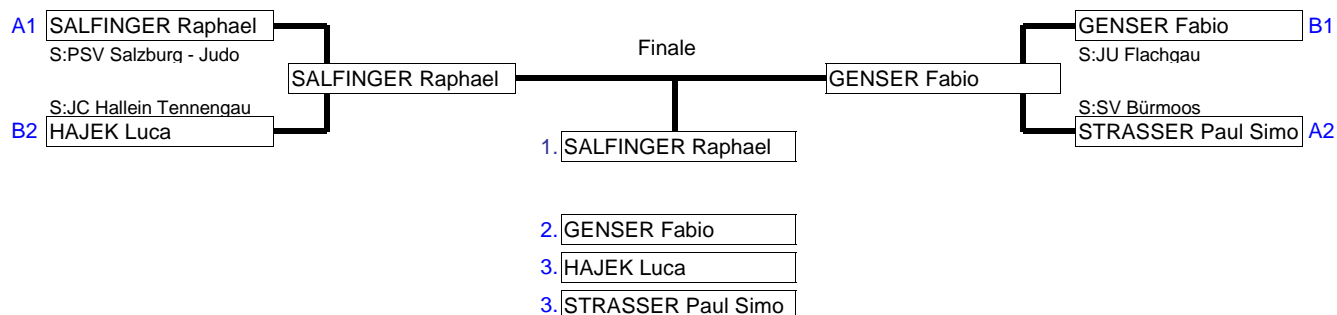 A1 SALFINGER Raphael
S:PSV Salzburg - Judo
SALFINGER Raphael
S:JC Hallein Tennengau
B2 HAJEK Luca
Finale
GENSER Fabio B1
S:JU Flachgau
GENSER Fabio
S:SV Bürmoos
STRASSER Paul Simo A2
1. SALFINGER Raphael
2. GENSER Fabio
3. HAJEK Luca
3. STRASSER Paul Simo